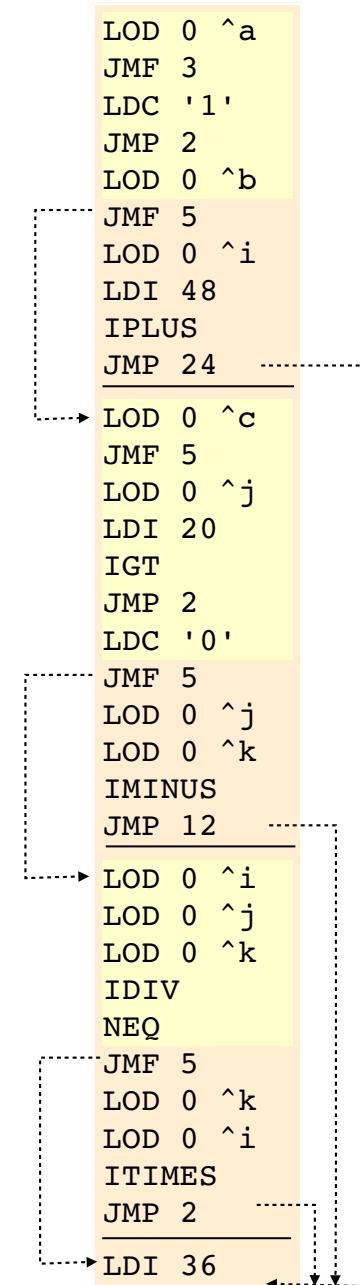 LOD 0 ^a
JMF 3
LDC '1'
JMP 2
LOD 0 ^b
JMF 5
LOD 0 ^i
LDI 48
IPLUS
JMP 24
LOD 0 ^c
JMF 5
LOD 0 ^j
LDI 20
IGT
JMP 2
LDC '0'
JMF 5
LOD 0 ^j
LOD 0 ^k
IMINUS
JMP 12
LOD 0 ^i
LOD 0 ^j
LOD 0 ^k
IDIV
NEQ
JMF 5
LOD 0 ^k
LOD 0 ^i
ITIMES
JMP 2
LDI 36